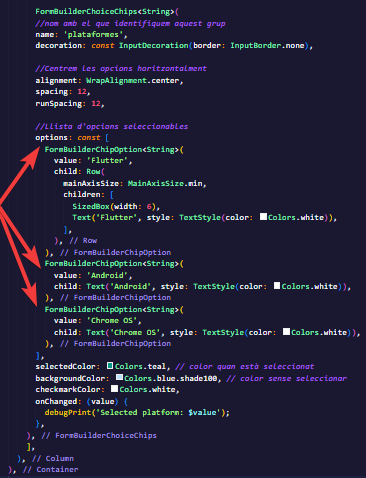 FormBuilderChoiceChips<String>(
//nom amb el que identifiquem aquest grup
name: 'plataformes',
decoration: const InputDecoration(border: InputBorder.none),
//Centrem les opcions horitzontalment
alignment: WrapAlignment.center,
spacing: 12,
runSpacing: 12,
//Llista d'opcions seleccionables
options: const [
FormBuilderChipOption<String>(
value: 'Flutter',
child: Row(
mainAxisSize: MainAxisSize.min,
children: [
SizedBox(width: 6),
Text('Flutter', style: TextStyle(color: Colors.white)),
],
), // Row
), // FormBuilderChipOption
FormBuilderChipOption<String>(
value: 'Android',
child: Text('Android', style: TextStyle(color: Colors.white)),
), // FormBuilderChipOption
FormBuilderChipOption<String>(
value: 'Chrome OS',
child: Text('Chrome OS', style: TextStyle(color: Colors.white)),
), // FormBuilderChipOption
],
selectedColor: Colors.teal, // color quan està seleccionat
backgroundColor: Colors.blue.shade100, // color sense seleccionar
checkmarkColor: Colors.white,
onChanged: (value) {
debugPrint('Selected platform: $value');
},
), // FormBuilderChoiceChips
],
), // Column
), // Container